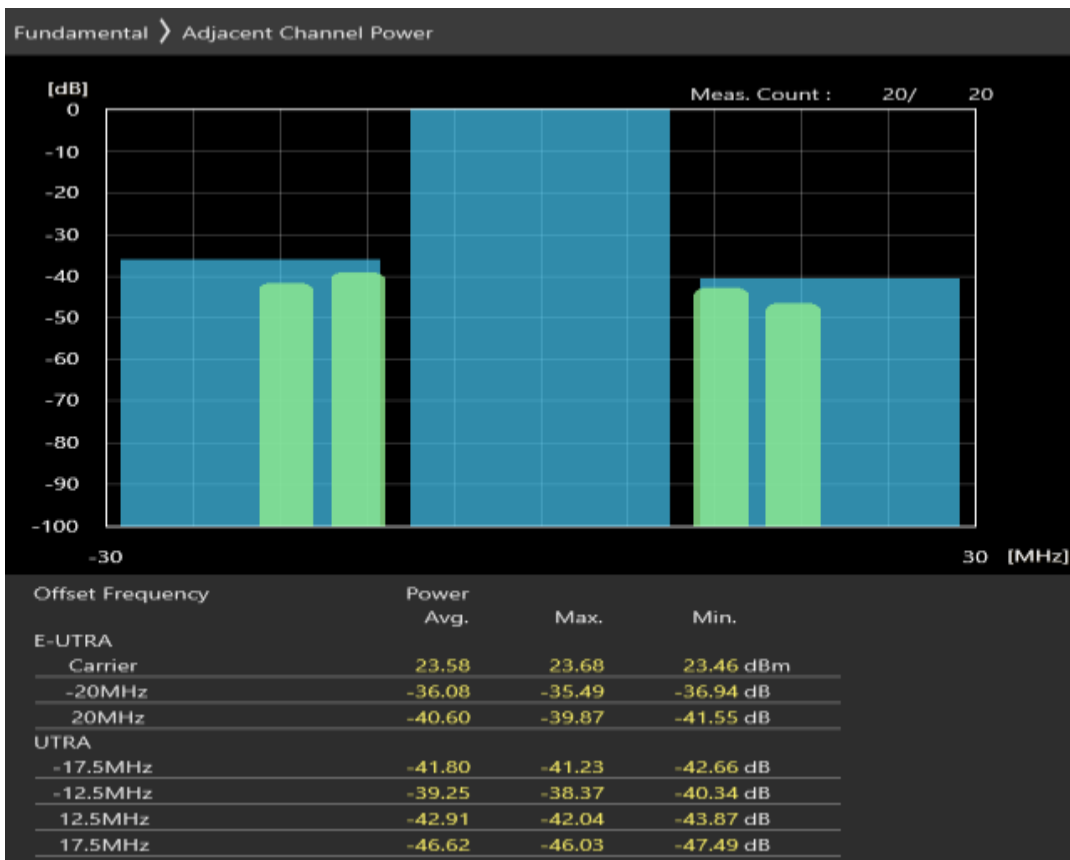 Fundamental ❯ Adjacent Channel Power
[dB]
Meas. Count : 20/ 20
0
-10
-20
-30
-40
-50
-60
-70
-80
-90
-100
-30 30 [MHz]
Offset Frequency Power
Avg. Max. Min.
E-UTRA
Carrier 23.58 23.68 23.46 dBm
-20MHz -36.08 -35.49 -36.94 dB
20MHz -40.60 -39.87 -41.55 dB
UTRA
-17.5MHz -41.80 -41.23 -42.66 dB
-12.5MHz -39.25 -38.37 -40.34 dB
12.5MHz -42.91 -42.04 -43.87 dB
17.5MHz -46.62 -46.03 -47.49 dB